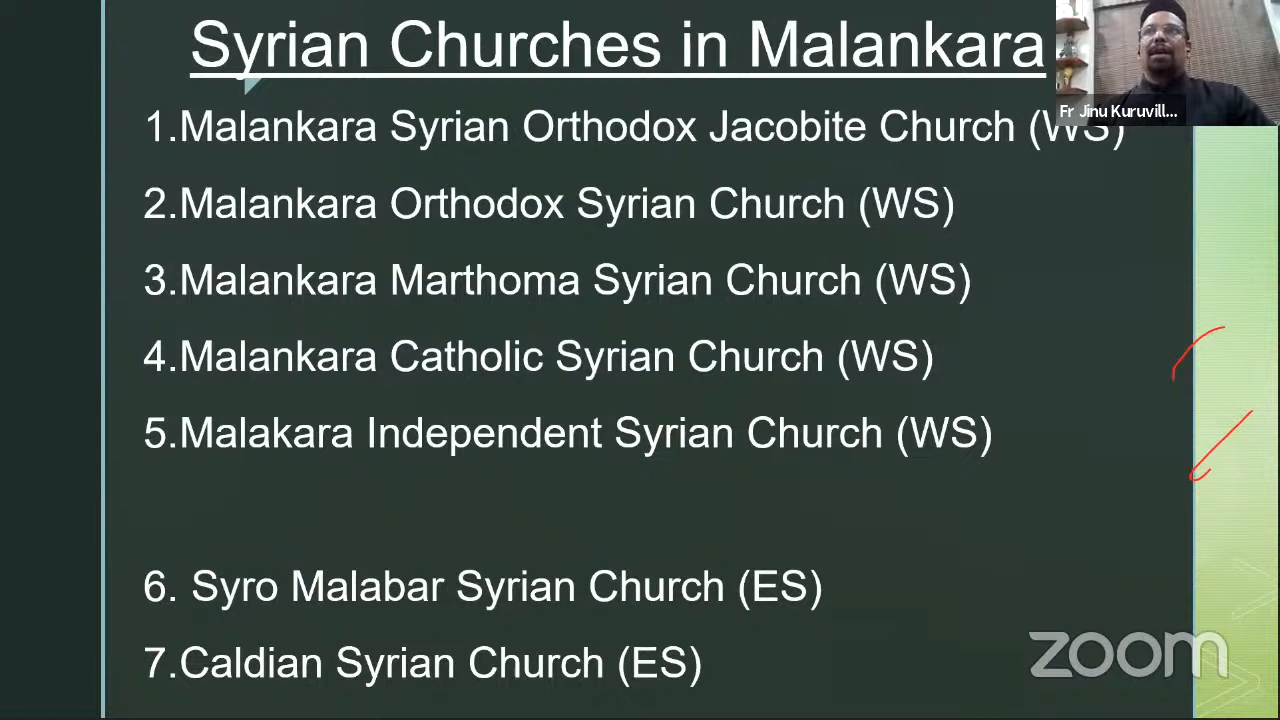 Syrian Churches in Malankara
Fr Jinu Kuruvill...
1.Malankara Syrian Orthodox Jacobite Church (WS)
2.Malankara Orthodox Syrian Church (WS)
3.Malankara Marthoma Syrian Church (WS)
4.Malankara Catholic Syrian Church (WS)
5.Malakara Independent Syrian Church (WS)
6. Syro Malabar Syrian Church (ES)
7.Caldian Syrian Church (ES)
zoom